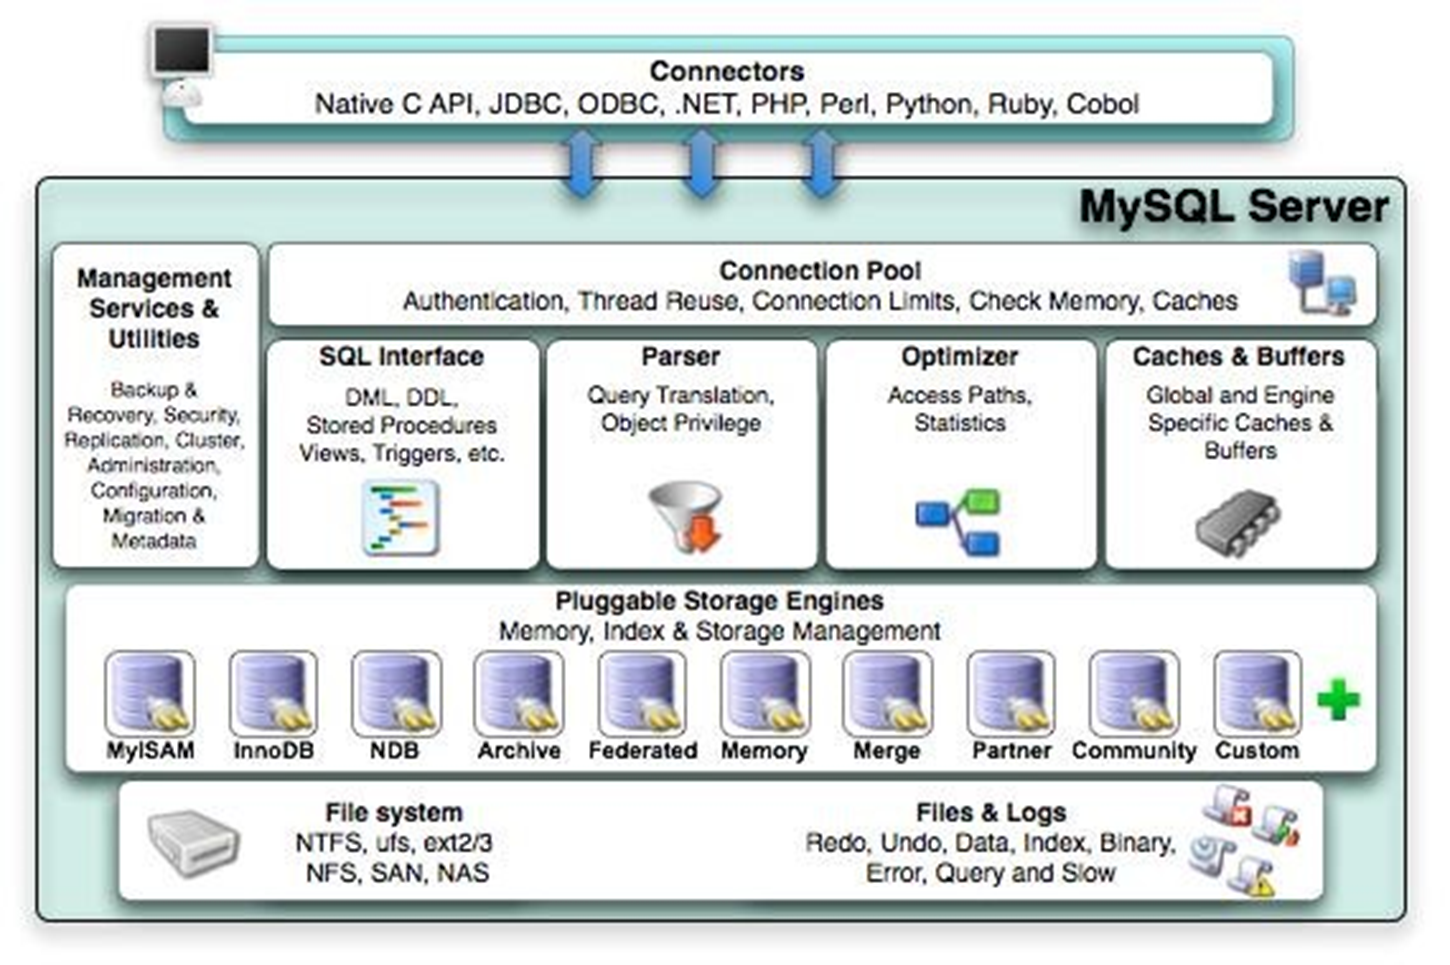 Connectors
Native C API, JDBC, ODBC, .NET, PHP, Perl, Python, Ruby, Cobol
MySQL Server
Management
Services &
Utilities
Backup &
Recovery, Security,
Replication, Cluster,
Administration,
Configuration,
Migration &
Metadata
Connection Pool
Authentication, Thread Reuse, Connection Limits, Check Memory, Caches
SQL Interface
DML, DDL,
Stored Procedures
Views, Triggers, etc.
Parser
Query Translation,
Object Privilege
Optimizer
Access Paths,
Statistics
Caches & Buffers
Global and Engine
Specific Caches &
Buffers
Pluggable Storage Engines
Memory, Index & Storage Management
MyISAM
InnoDB
NDB
Archive
Federated
Memory
Merge
Partner
Community
Custom
File system
NTFS, ufs, ext2/3
NFS, SAN, NAS
Files & Logs
Redo, Undo, Data, Index, Binary,
Error, Query and Slow